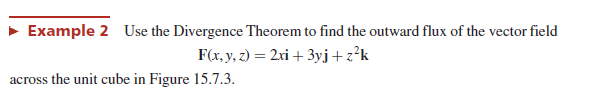 ► Example 2 Use the Divergence Theorem to find the outward flux of the vector field
F(x, y, z) = 2xi + 3yj + z²k
across the unit cube in Figure 15.7.3.